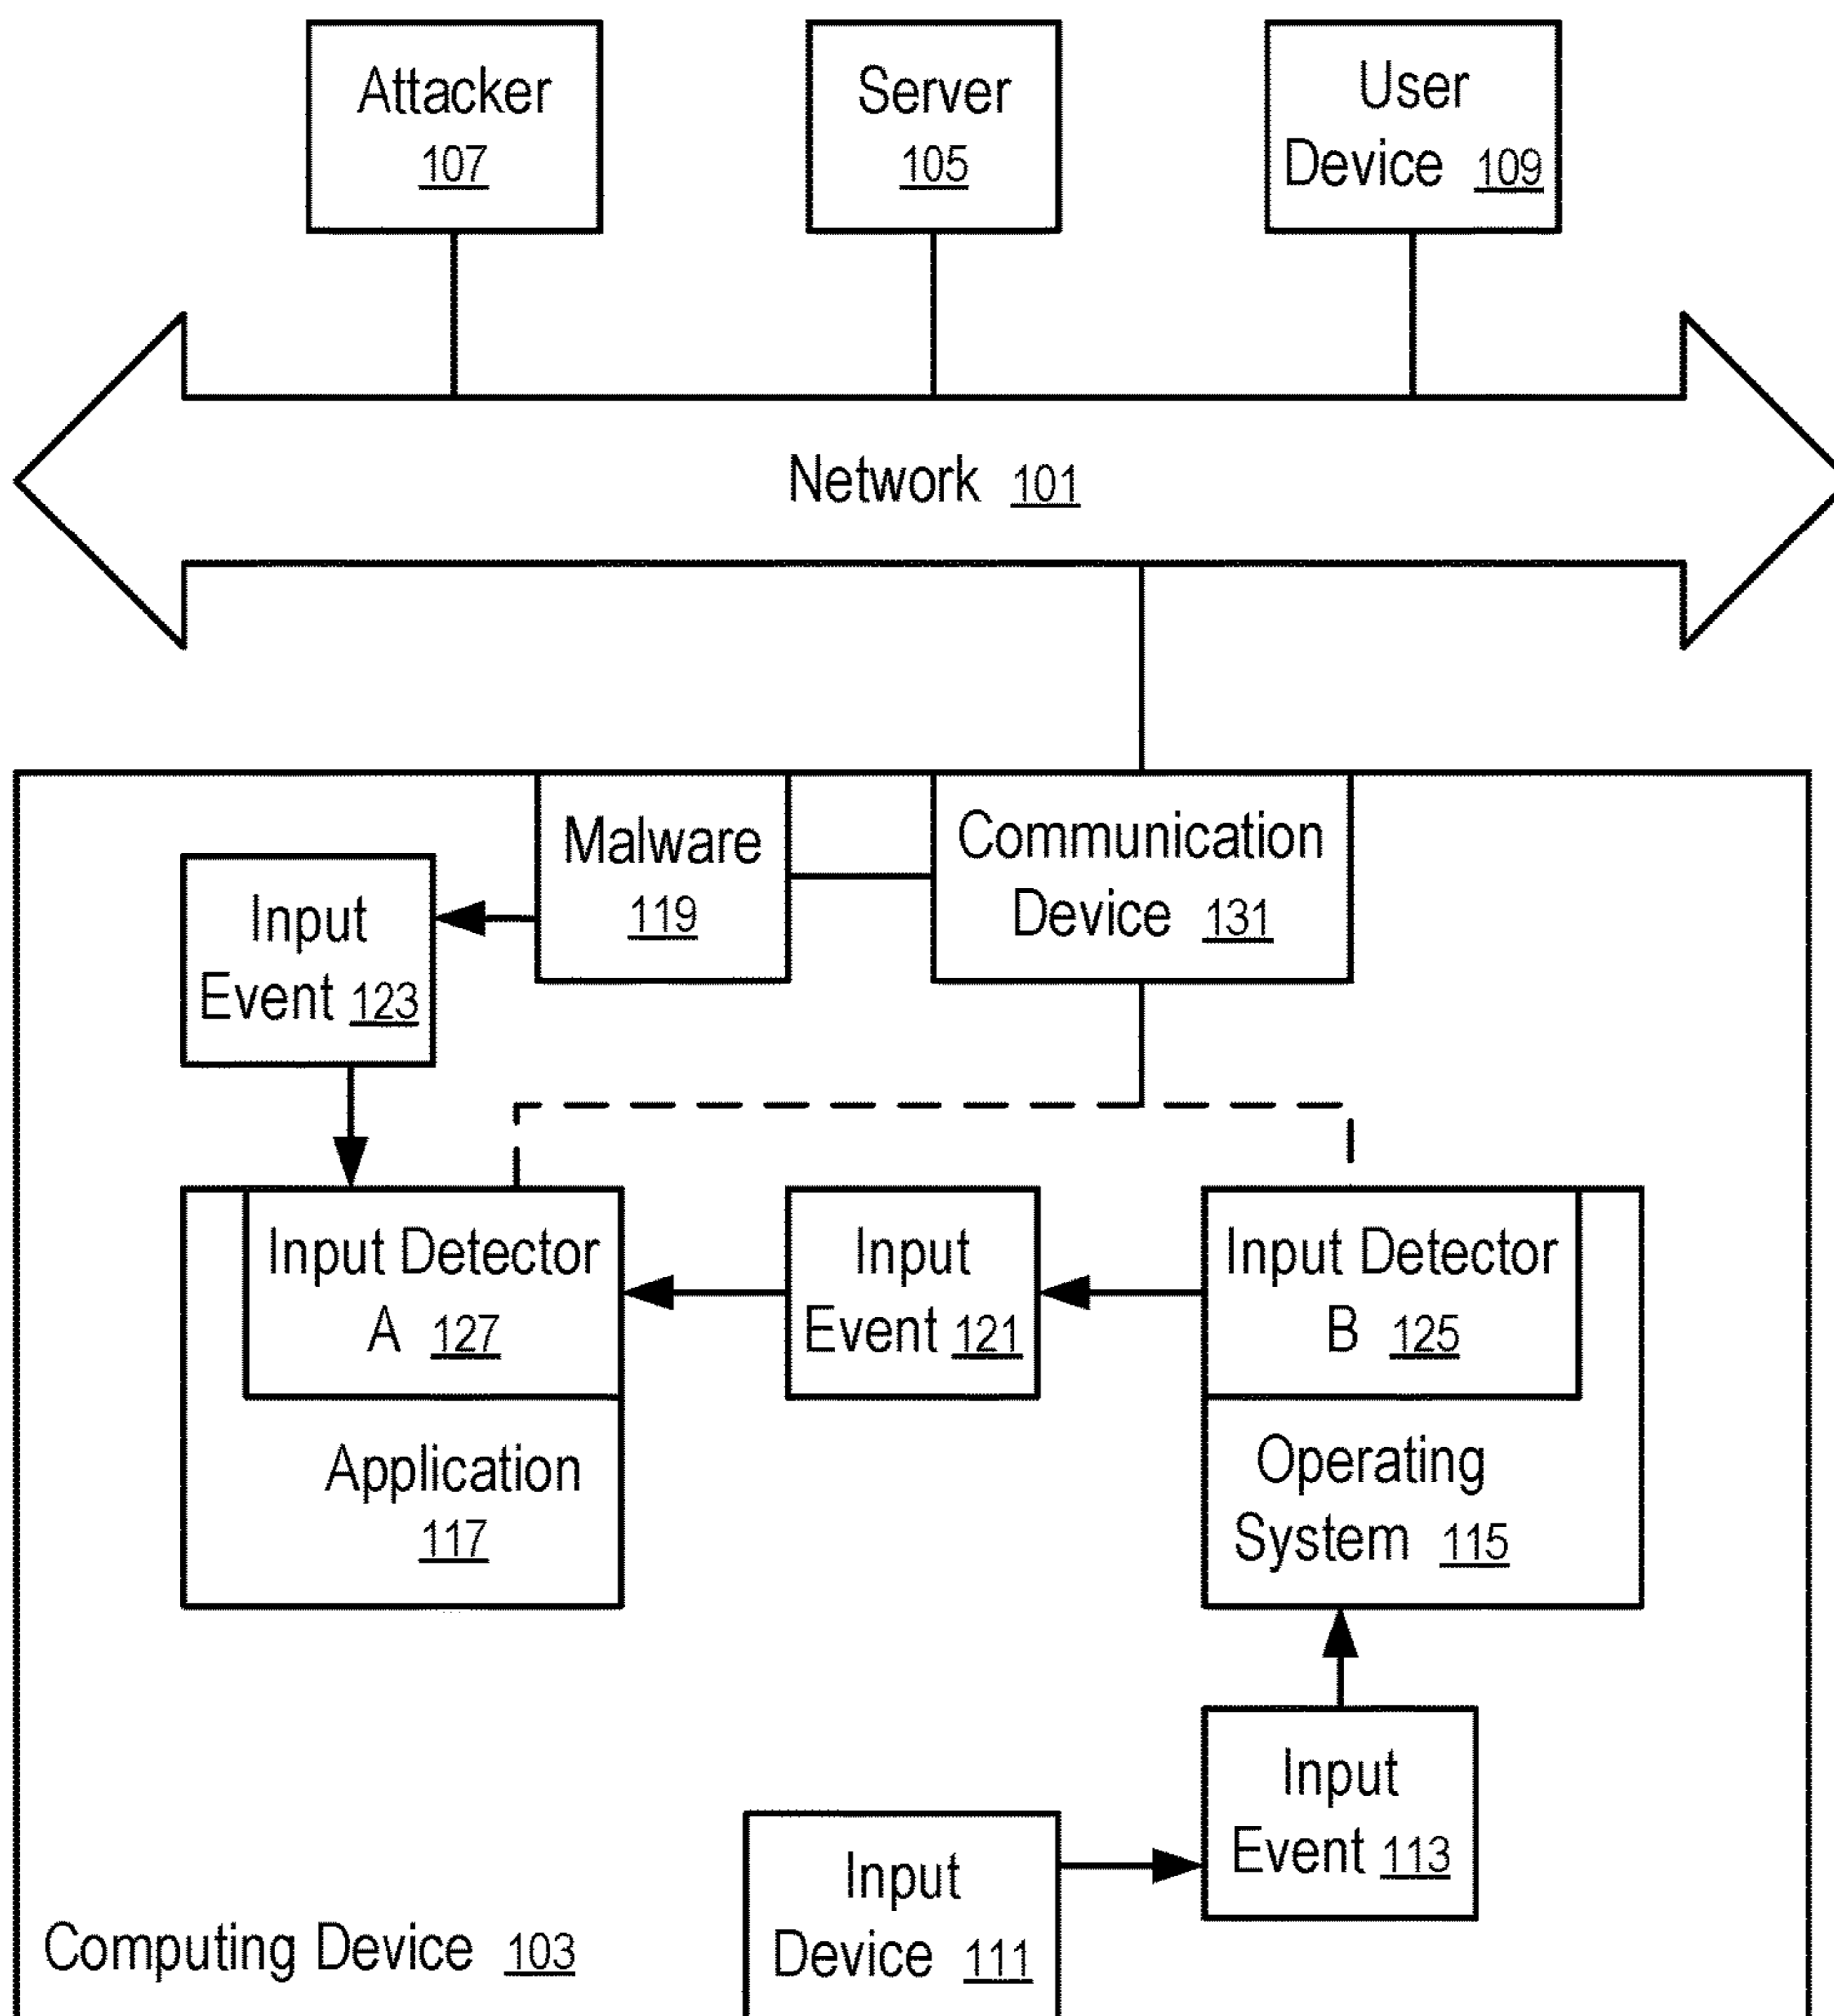 Attacker
107
Server
105
User
Device 109
Network 101
Malware
119
Communication
Device 131
Input
Event 123
Input Detector
A 127
Application
117
Input
Event 121
Input Detector
B 125
Operating
System 115
Input
Event 113
Input
Device 111
Computing Device 103